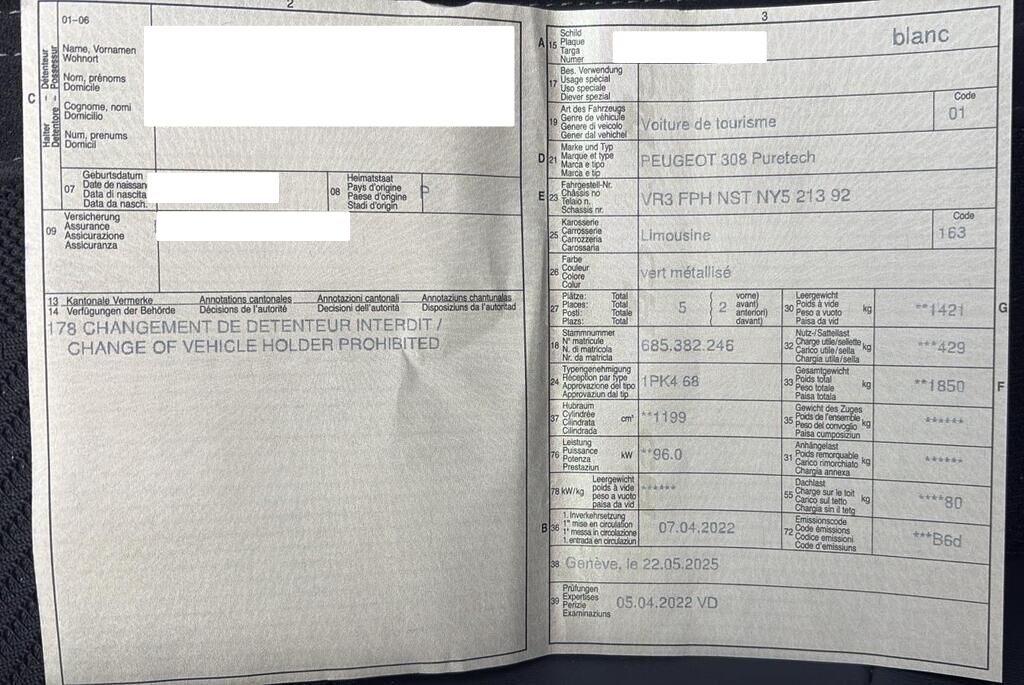 2
01–06
Name, Vornamen
Wohnort
Nom, prénoms
Domicile
Cognome, nomi
Domicilio
Num, prenums
Domicil
C
Halter – Détenteur
Detentore – Possessur
07
Geburtsdatum
Date de naissan
Data di nascita
Data da nasch.
08
Heimatstaat
Pays d'origine
Paese d'origine
Stadi d'origin
P
09
Versicherung
Assurance
Assicurazione
Assicuranza
13 Kantonale Vermerke Annotations cantonales Annotazioni cantonali Annotaziuns chantunalas
14 Verfügungen der Behörde Décisions de l'autorité Decisioni dell'autorità Disposiziuns da l'autoritad
178 CHANGEMENT DE DETENTEUR INTERDIT /
CHANGE OF VEHICLE HOLDER PROHIBITED
3
A 15
Schild
Plaque
Targa
Numer
blanc
17
Bes. Verwendung
Usage spécial
Uso speciale
Diever spezial
19
Art des Fahrzeugs
Genre de véhicule
Genere di veicolo
Gener dal vehichel
Voiture de tourisme
Code
01
D 21
Marke und Typ
Marque et type
Marca e tipo
Marca e tip
PEUGEOT 308 Puretech
E 23
Fahrgestell-Nr.
Châssis no
Telaio n.
Schassis nr.
VR3 FPH NST NY5 213 92
25
Karosserie
Carrosserie
Carrozzeria
Carossaria
Limousine
Code
163
26
Farbe
Couleur
Colore
Colur
vert métallisé
27
Plätze: Total
Places: Total
Posti: Totale
Plazs: Total
5
2
vorne)
avant)
anteriori)
davant)
30
Leergewicht
Poids à vide
Peso a vuoto
Paisa da vid
kg
**1421
G
18
Stammnummer
N° matricule
N. di matricola
Nr. da matricla
685.382.246
32
Nutz-/Sattellast
Charge utile/sellette
Carico utile/sella
Chargia utila/sella
kg
***429
24
Typengenehmigung
Réception par type
Approvazione del tipo
Approvaziun dal tip
1PK4 68
33
Gesamtgewicht
Poids total
Peso totale
Paisa totala
kg
**1850
F
37
Hubraum
Cylindrée
Cilindrata
Cilindrada
cm³
**1199
35
Gewicht des Zuges
Poids de l'ensemble
Peso del convoglio
Paisa cumposiziun
kg
******
76
Leistung
Puissance
Potenza
Prestaziun
kW
**96.0
31
Anhängelast
Poids remorquable
Carico rimorchiato
Chargia annexa
kg
******
78 kW/kg
Leergewicht
poids à vide
peso a vuoto
paisa da vid
******
55
Dachlast
Charge sur le toit
Carico sul tetto
Chargia sin il tetg
kg
****80
B 36
1. Inverkehrsetzung
1re mise en circulation
1a messa in circolazione
1. entrada en circulaziun
07.04.2022
72
Emissionscode
Code émissions
Codice emissioni
Code d'emissiuns
***B6d
38 Genève, le 22.05.2025
39
Prüfungen
Expertises
Perizie
Examinaziuns
05.04.2022 VD